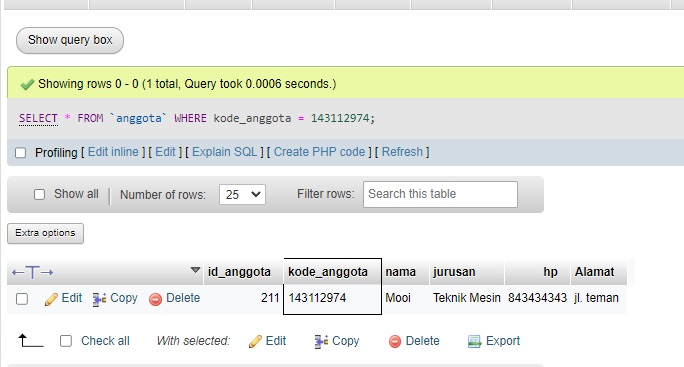 Show query box
Showing rows 0 - 0 (1 total, Query took 0.0006 seconds.)
SELECT * FROM `anggota` WHERE kode_anggota = 143112974;
Profiling [ Edit inline ] [ Edit ] [ Explain SQL ] [ Create PHP code ] [ Refresh ]
Show all | Number of rows: 25 Filter rows: Search this table
Extra options
←T→ id_anggota kode_anggota nama jurusan hp Alamat
Edit Copy Delete 211 143112974 Mooi Teknik Mesin 843434343 jl. teman
Check all With selected: Edit Copy Delete Export